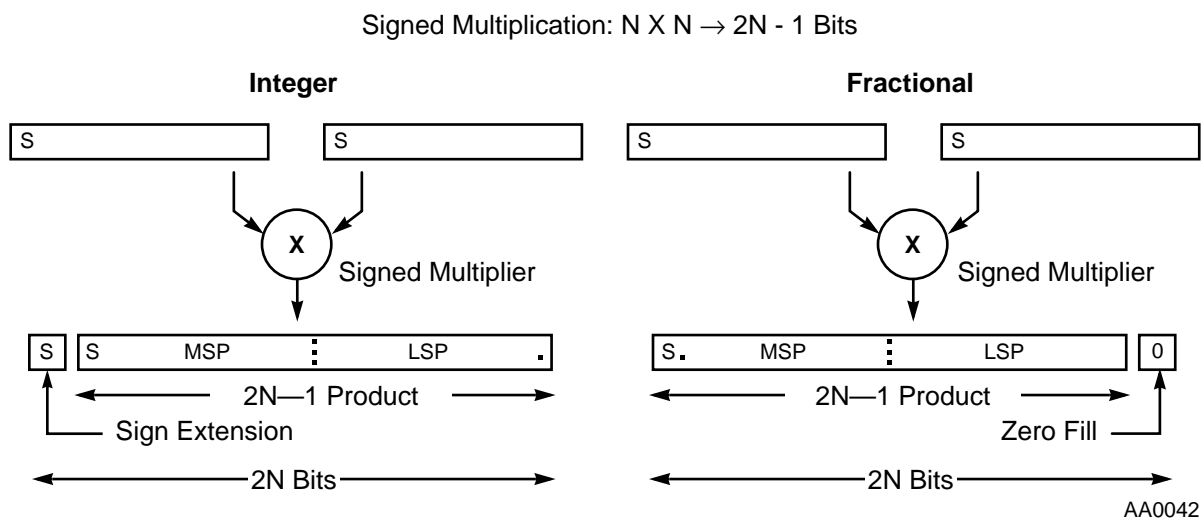 Signed Multiplication: N X N → 2N - 1 Bits
Integer
Fractional
S
S
S
S
X
X
Signed Multiplier
Signed Multiplier
S
S
MSP
LSP
.
S.
MSP
LSP
0
2N—1 Product
2N—1 Product
Sign Extension
Zero Fill
2N Bits
2N Bits
AA0042